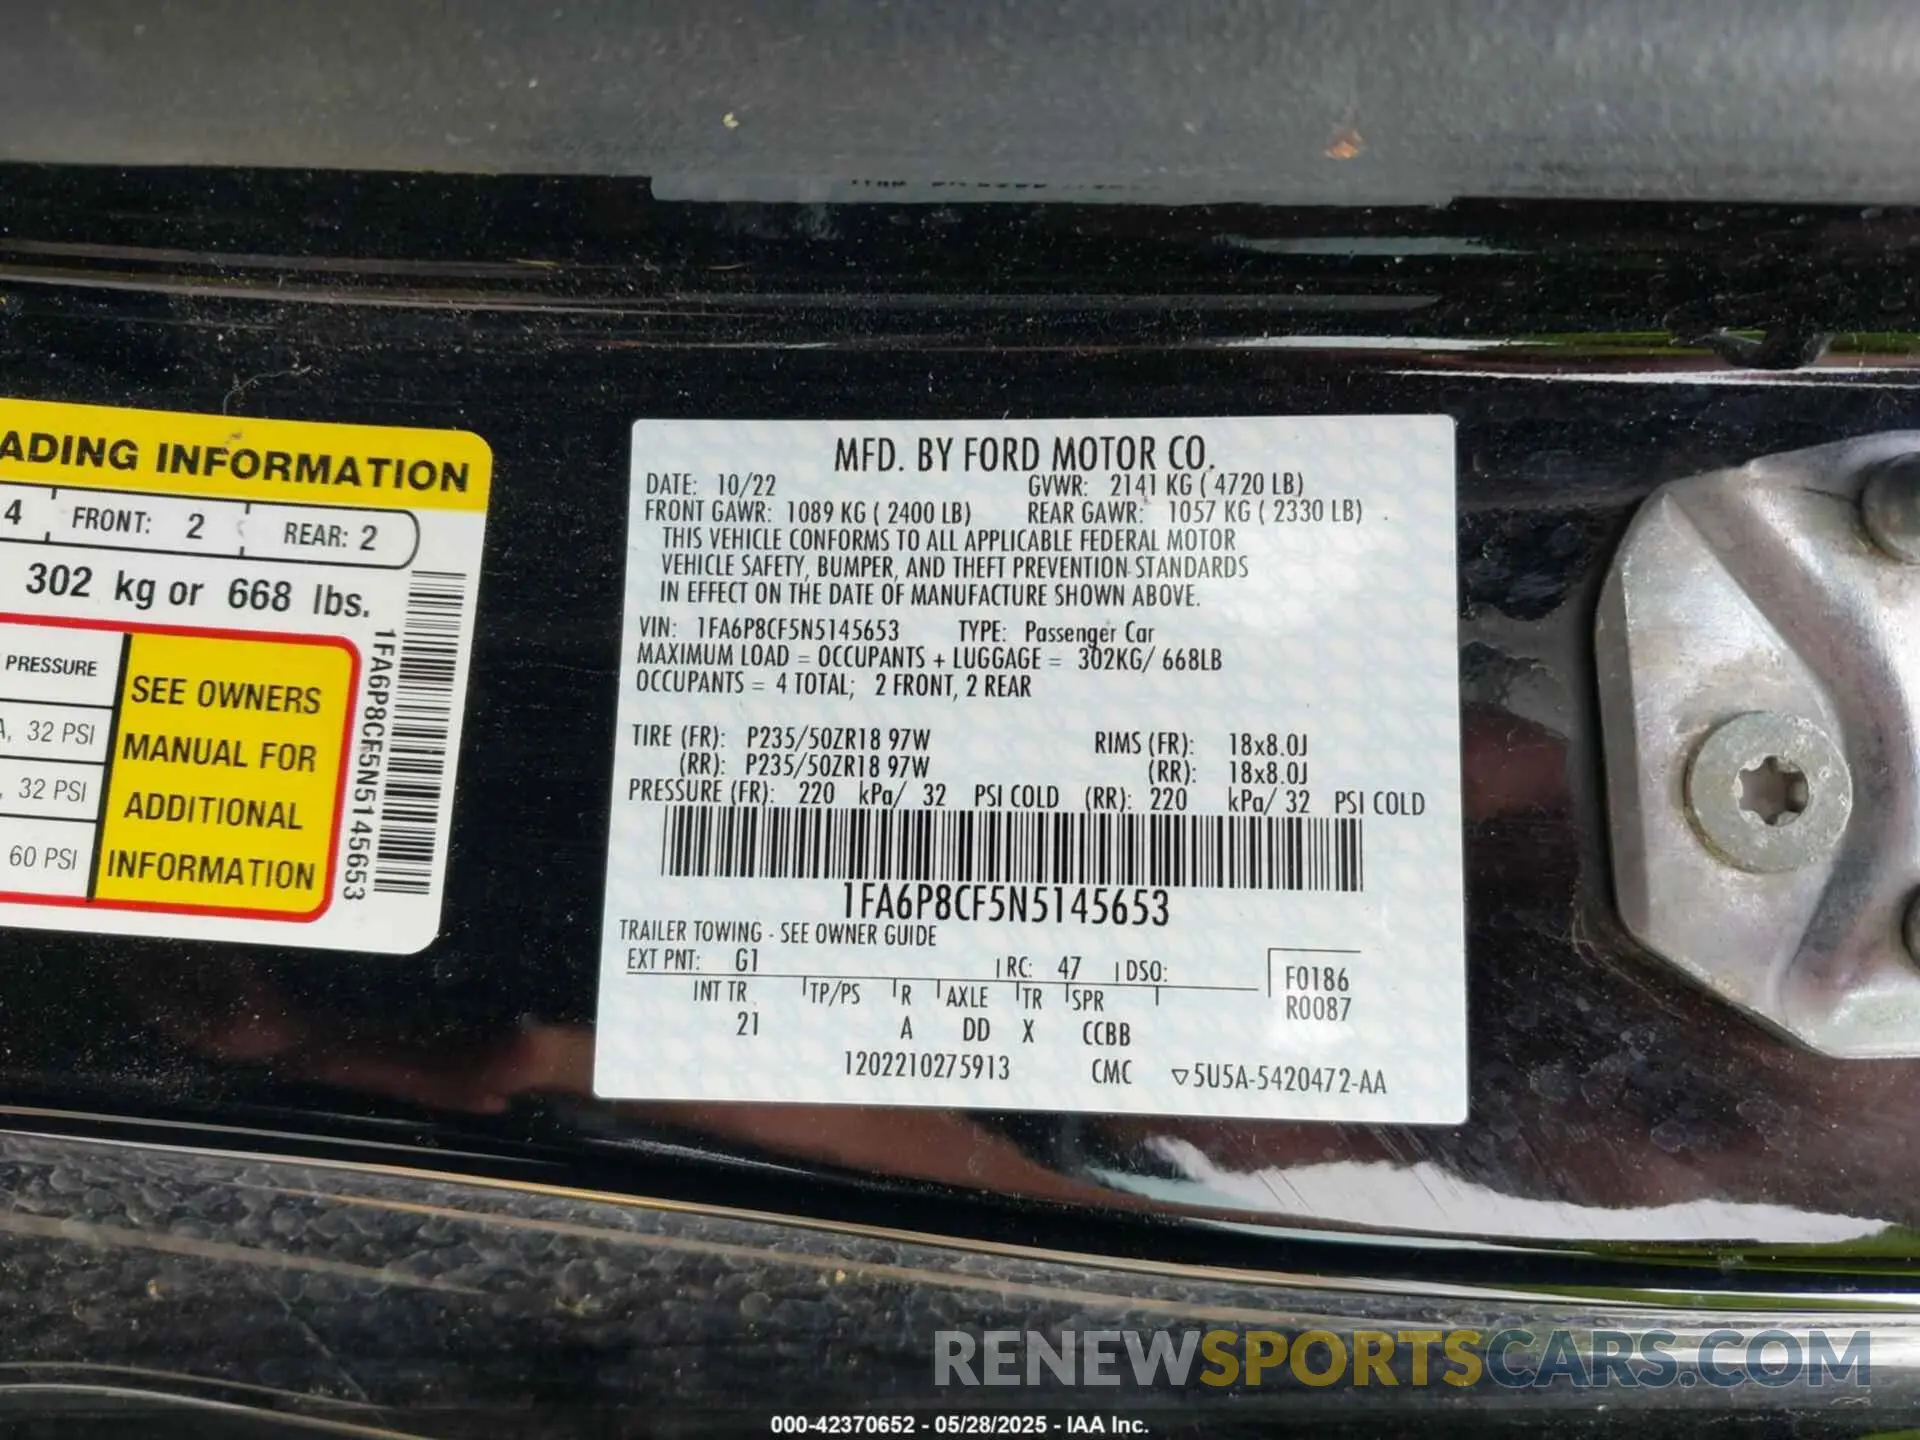 ADING INFORMATION
4 FRONT: 2 REAR: 2
302 kg or 668 lbs.
PRESSURE
A, 32 PSI
, 32 PSI
60 PSI
SEE OWNERS
MANUAL FOR
ADDITIONAL
INFORMATION
1FA6P8CF5N5145653
MFD. BY FORD MOTOR CO.
DATE: 10/22 GVWR: 2141 KG ( 4720 LB)
FRONT GAWR: 1089 KG ( 2400 LB) REAR GAWR: 1057 KG ( 2330 LB)
THIS VEHICLE CONFORMS TO ALL APPLICABLE FEDERAL MOTOR
VEHICLE SAFETY, BUMPER, AND THEFT PREVENTION STANDARDS
IN EFFECT ON THE DATE OF MANUFACTURE SHOWN ABOVE.
VIN: 1FA6P8CF5N5145653 TYPE: Passenger Car
MAXIMUM LOAD = OCCUPANTS + LUGGAGE = 302KG/ 668LB
OCCUPANTS = 4 TOTAL; 2 FRONT, 2 REAR
TIRE (FR): P235/50ZR18 97W RIMS (FR): 18x8.0J
(RR): P235/50ZR18 97W (RR): 18x8.0J
PRESSURE (FR): 220 kPa/ 32 PSI COLD (RR): 220 kPa/ 32 PSI COLD
1FA6P8CF5N5145653
TRAILER TOWING - SEE OWNER GUIDE
EXT PNT: G1 RC: 47 DSO:
F0186
INT TR TP/PS R AXLE TR SPR
R0087
21 A DD X CCBB
1202210275913 CMC ▽5U5A-5420472-AA
RENEWSPORTSCARS.COM
000-42370652 - 05/28/2025 - IAA Inc.